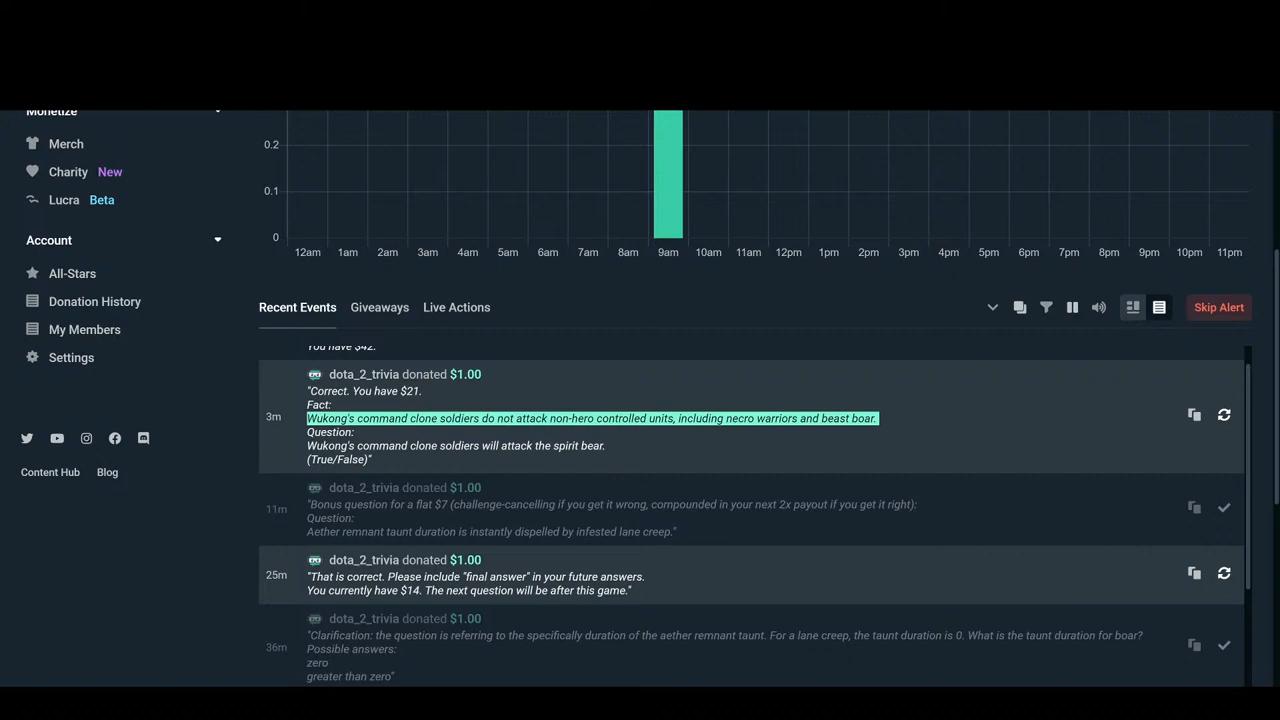 Monetize
Merch
Charity New
Lucra Beta
Account
All-Stars
Donation History
My Members
Settings
Content Hub Blog
0.2
0.1
0
12am 1am 2am 3am 4am 5am 6am 7am 8am 9am 10am 11am 12pm 1pm 2pm 3pm 4pm 5pm 6pm 7pm 8pm 9pm 10pm 11pm
Recent Events Giveaways Live Actions Skip Alert
You have $42.
dota_2_trivia donated $1.00
3m
"Correct. You have $21.
Fact:
Wukong's command clone soldiers do not attack non-hero controlled units, including necro warriors and beast boar.
Question:
Wukong's command clone soldiers will attack the spirit bear.
(True/False)"
dota_2_trivia donated $1.00
11m
"Bonus question for a flat $7 (challenge-cancelling if you get it wrong, compounded in your next 2x payout if you get it right):
Question:
Aether remnant taunt duration is instantly dispelled by infested lane creep."
dota_2_trivia donated $1.00
25m
"That is correct. Please include "final answer" in your future answers.
You currently have $14. The next question will be after this game."
dota_2_trivia donated $1.00
36m
"Clarification: the question is referring to the specifically duration of the aether remnant taunt. For a lane creep, the taunt duration is 0. What is the taunt duration for boar?
Possible answers:
zero
greater than zero"